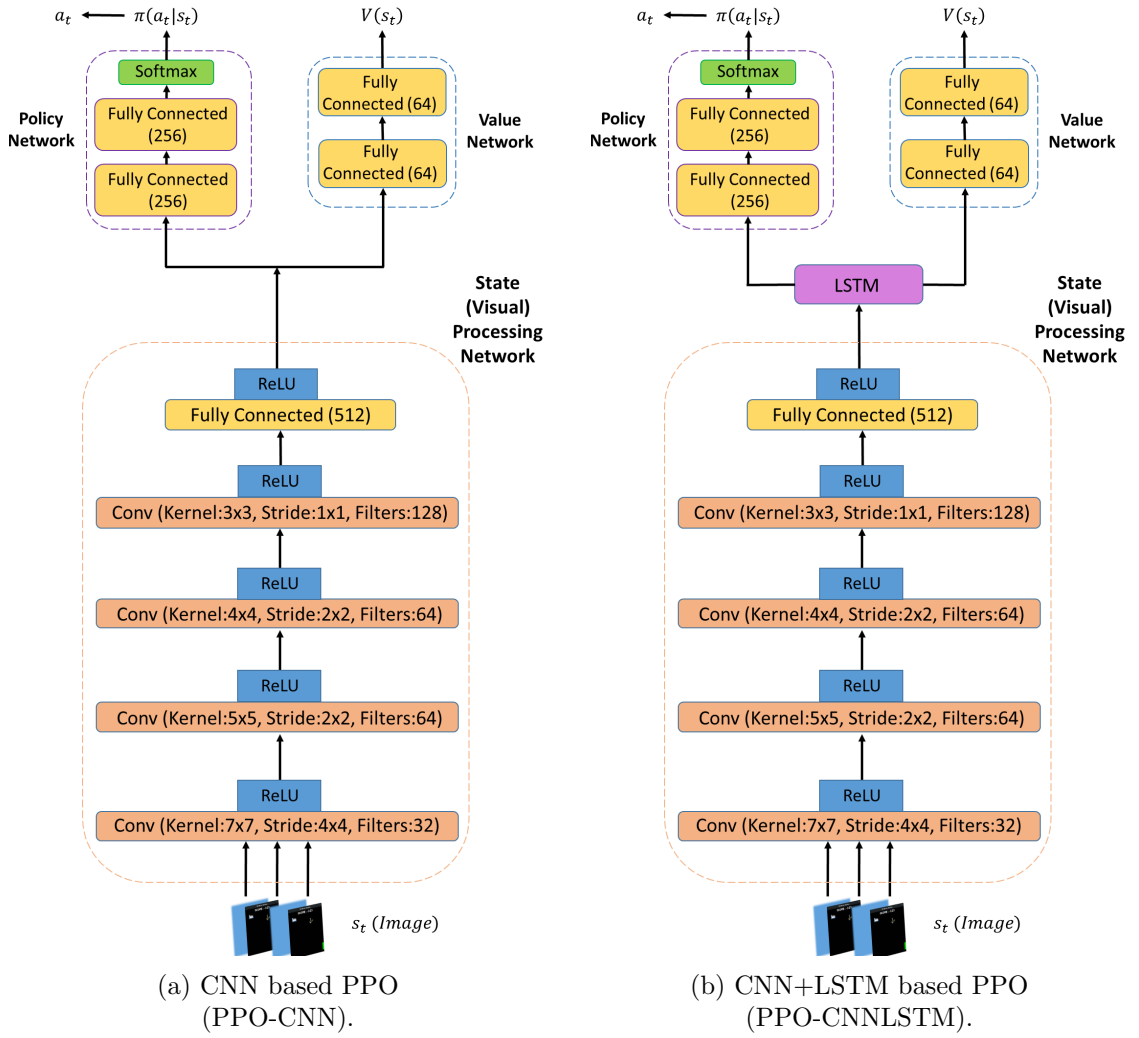 a_t
π(a_t|s_t)
V(s_t)
Softmax
Fully Connected
(256)
Fully Connected
(256)
Policy
Network
Fully
Connected (64)
Fully
Connected (64)
Value
Network
State
(Visual)
Processing
Network
ReLU
Fully Connected (512)
ReLU
Conv (Kernel:3x3, Stride:1x1, Filters:128)
ReLU
Conv (Kernel:4x4, Stride:2x2, Filters:64)
ReLU
Conv (Kernel:5x5, Stride:2x2, Filters:64)
ReLU
Conv (Kernel:7x7, Stride:4x4, Filters:32)
s_t (Image)
(a) CNN based PPO
(PPO-CNN).
a_t
π(a_t|s_t)
V(s_t)
Softmax
Fully Connected
(256)
Fully Connected
(256)
Policy
Network
Fully
Connected (64)
Fully
Connected (64)
Value
Network
LSTM
State
(Visual)
Processing
Network
ReLU
Fully Connected (512)
ReLU
Conv (Kernel:3x3, Stride:1x1, Filters:128)
ReLU
Conv (Kernel:4x4, Stride:2x2, Filters:64)
ReLU
Conv (Kernel:5x5, Stride:2x2, Filters:64)
ReLU
Conv (Kernel:7x7, Stride:4x4, Filters:32)
s_t (Image)
(b) CNN+LSTM based PPO
(PPO-CNNLSTM).